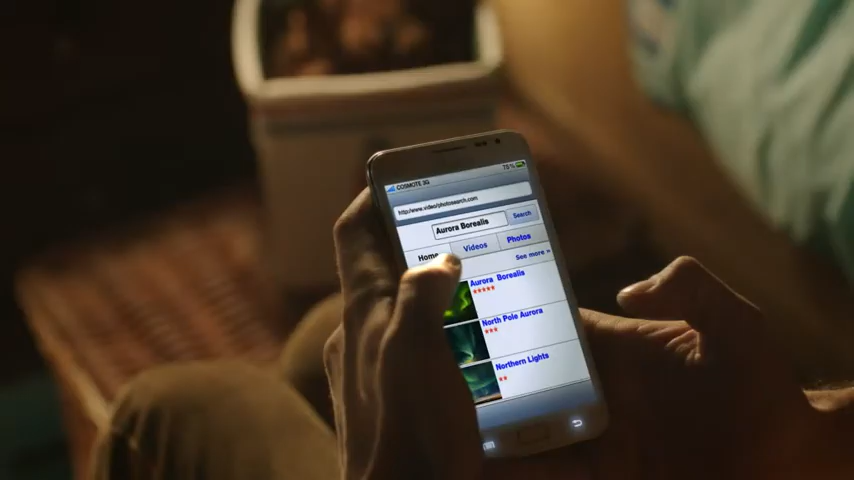 COSMOTE 3G 75%
http://www.video/photosearch.com
Aurora Borealis Search
Home Videos Photos
See more »
Aurora Borealis
North Pole Aurora
Northern Lights